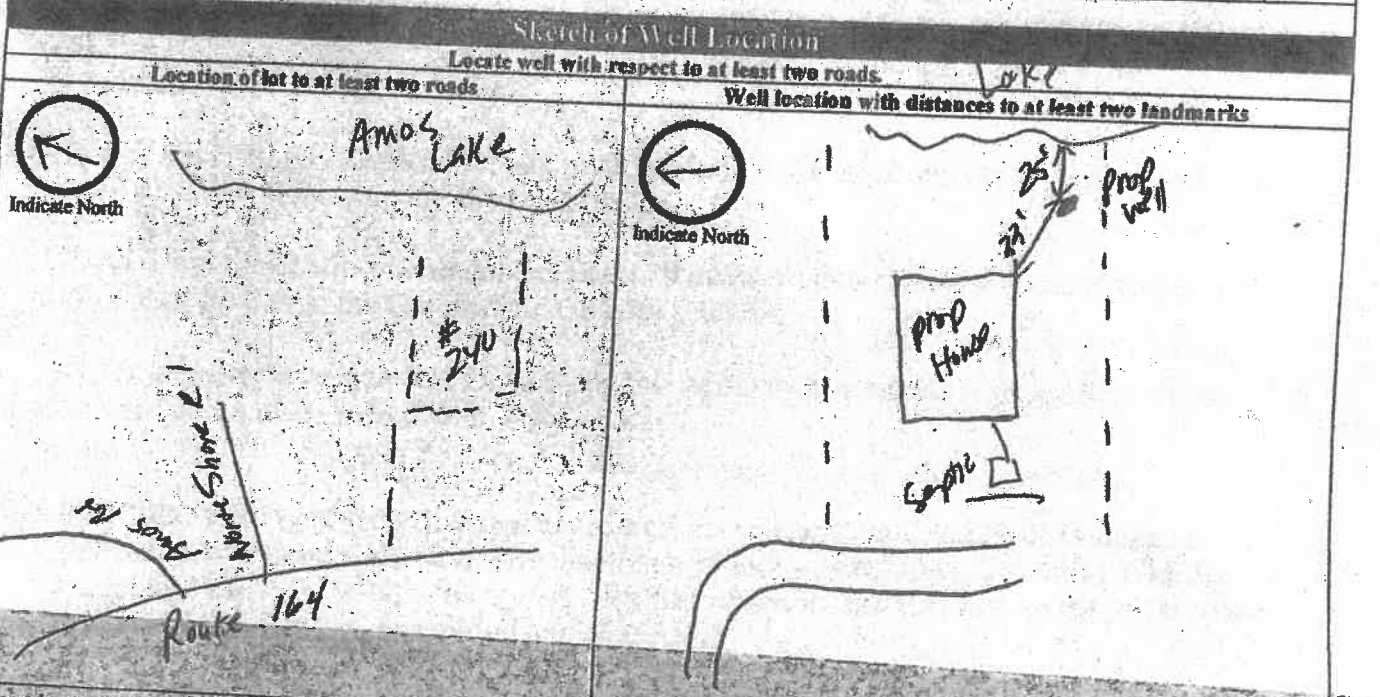 Sketch of Well Location
Locate well with respect to at least two roads.
Location of lot to at least two roads
Lake
Well location with distances to at least two landmarks
Indicate North
Amos
Lake
#
240
North Shore Rd
Amos Rd
Route 164
Indicate North
25'
22'
prop
well
prop
House
Septic